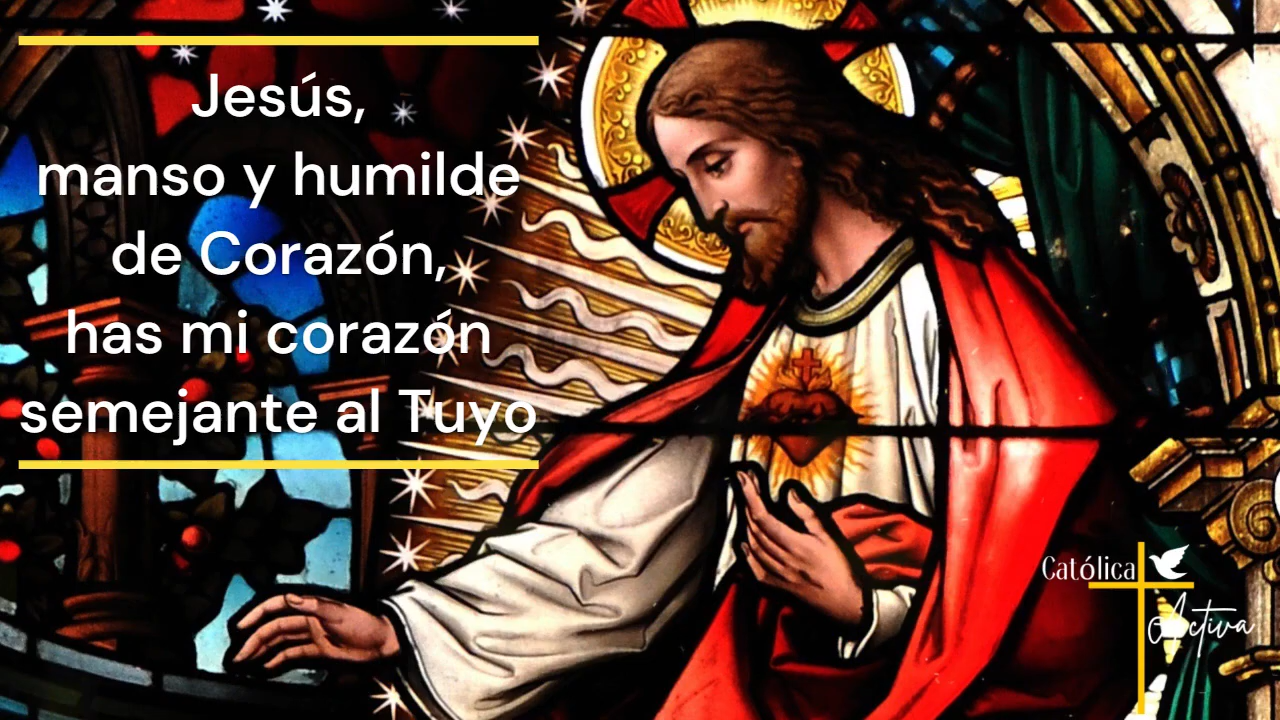 Jesús,
manso y humilde
de Corazón,
has mi corazón
semejante al Tuyo
Católica
Activa